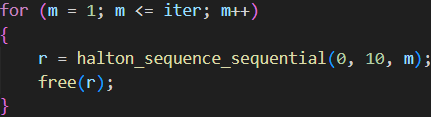 for (m = 1; m <= iter; m++)
{
    r = halton_sequence_sequential(0, 10, m);
    free(r);
}